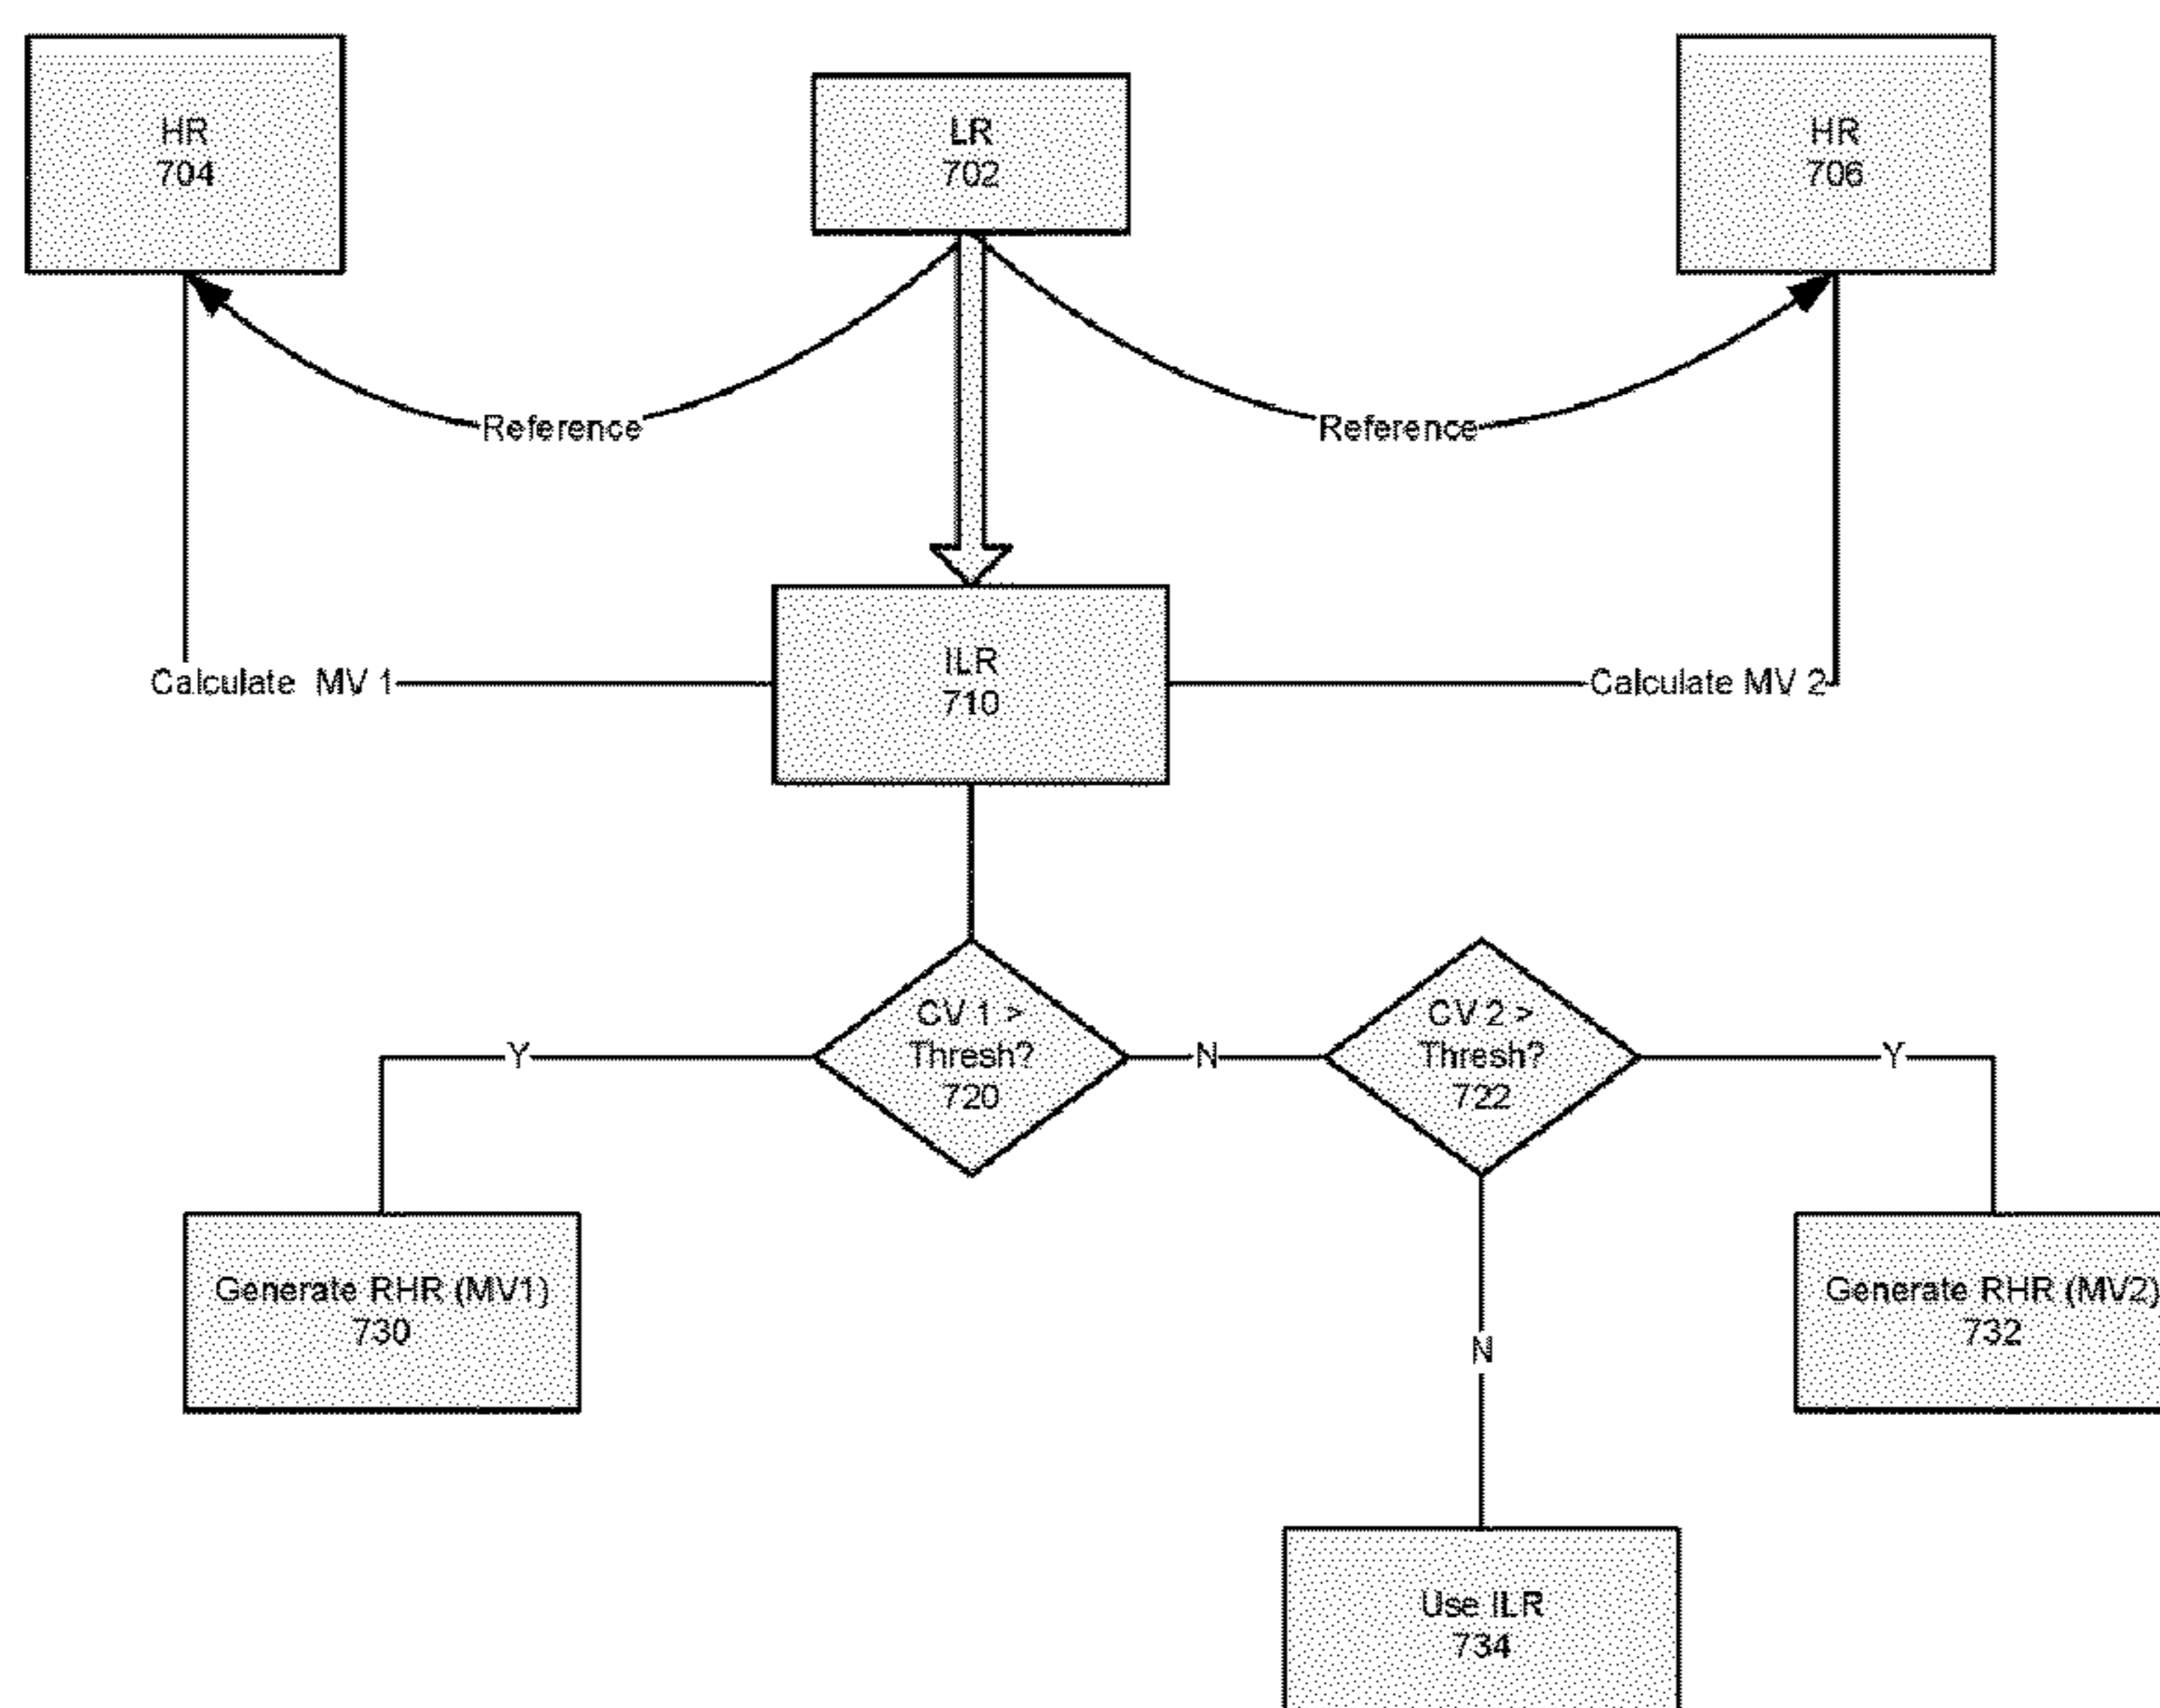 HR
704
LR
702
HR
706
Reference
Reference
Calculate MV 1
ILR
710
Calculate MV 2
CV 1 >
Thresh?
720
CV 2 >
Thresh?
722
Y
N
Y
Generate RHR (MV1)
730
Generate RHR (MV2)
732
N
Use ILR
734